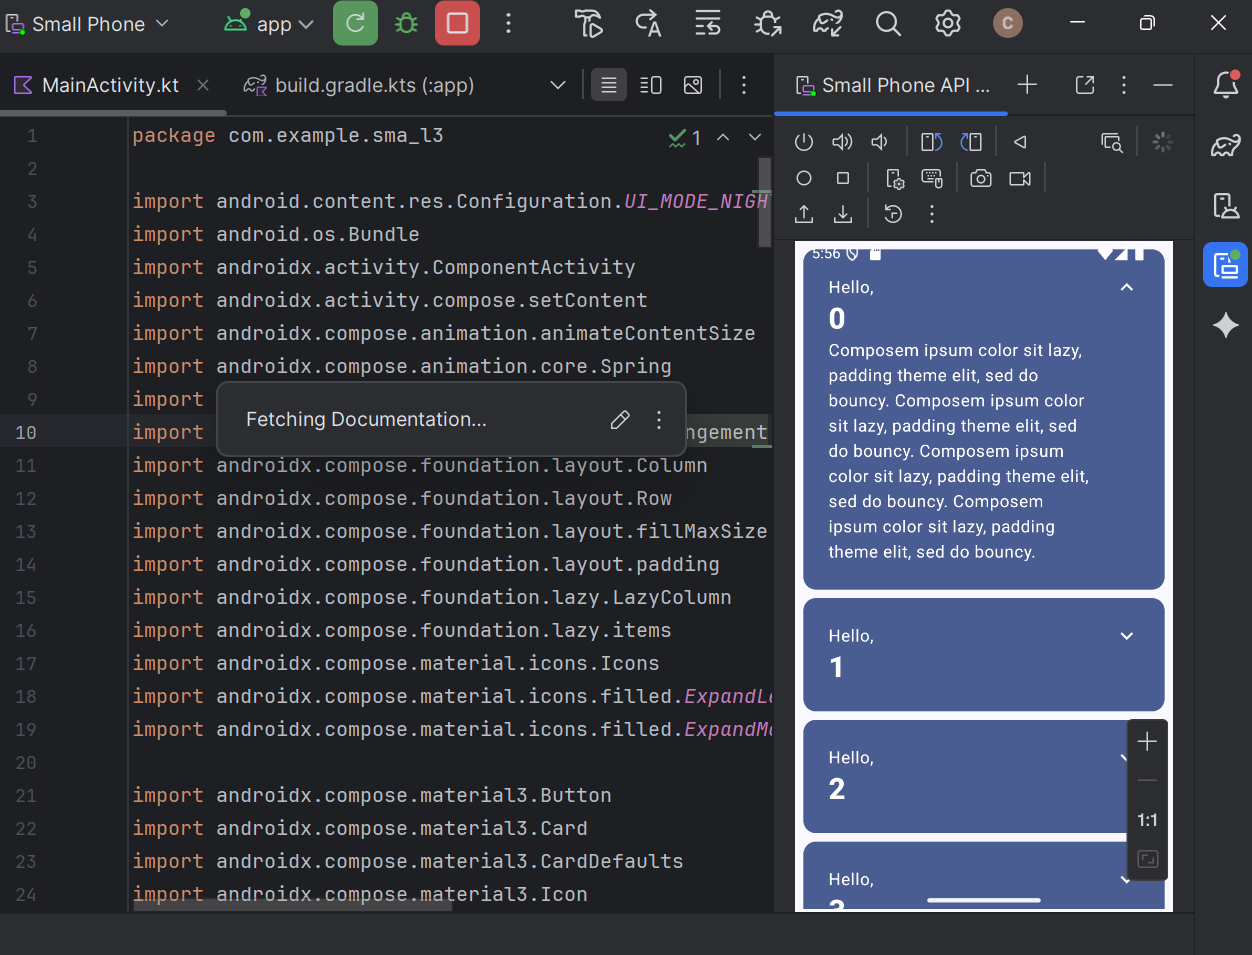 Small Phone
app
C
MainActivity.kt
build.gradle.kts (:app)
Small Phone API ...
1 package com.example.sma_l3
1
2
3 import android.content.res.Configuration.UI_MODE_NIGH
4 import android.os.Bundle
5 import androidx.activity.ComponentActivity
6 import androidx.activity.compose.setContent
7 import androidx.compose.animation.animateContentSize
8 import androidx.compose.animation.core.Spring
9 import
Fetching Documentation...
10 import ngement
11 import androidx.compose.foundation.layout.Column
12 import androidx.compose.foundation.layout.Row
13 import androidx.compose.foundation.layout.fillMaxSize
14 import androidx.compose.foundation.layout.padding
15 import androidx.compose.foundation.lazy.LazyColumn
16 import androidx.compose.foundation.lazy.items
17 import androidx.compose.material.icons.Icons
18 import androidx.compose.material.icons.filled.ExpandLe
19 import androidx.compose.material.icons.filled.ExpandMo
20
21 import androidx.compose.material3.Button
22 import androidx.compose.material3.Card
23 import androidx.compose.material3.CardDefaults
24 import androidx.compose.material3.Icon
5:56
Hello,
0
Composem ipsum color sit lazy,
padding theme elit, sed do
bouncy. Composem ipsum color
sit lazy, padding theme elit, sed
do bouncy. Composem ipsum
color sit lazy, padding theme elit,
sed do bouncy. Composem
ipsum color sit lazy, padding
theme elit, sed do bouncy.
Hello,
1
Hello,
2
Hello,
3
1:1